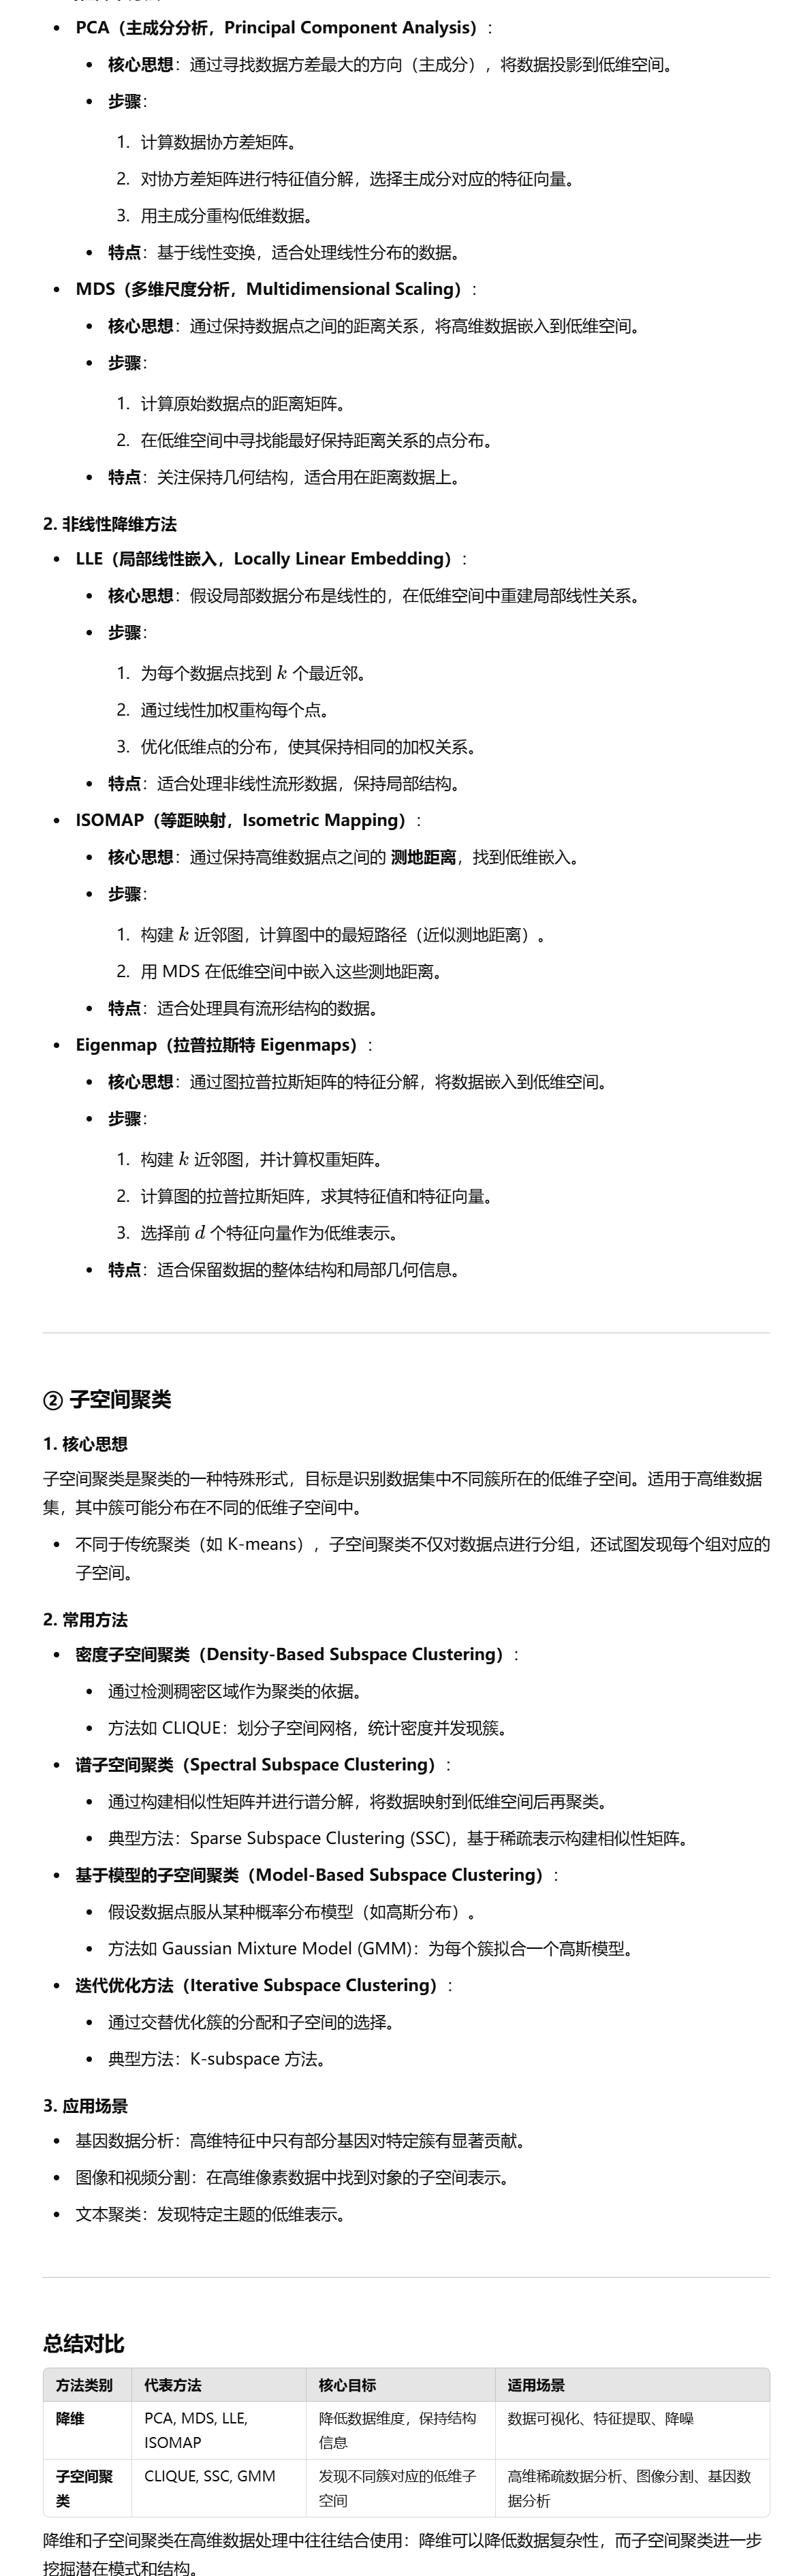 PCA（主成分分析，Principal Component Analysis）：
核心思想：通过寻找数据方差最大的方向（主成分），将数据投影到低维空间。
步骤：
1. 计算数据协方差矩阵。
2. 对协方差矩阵进行特征值分解，选择主成分对应的特征向量。
3. 用主成分重构低维数据。
特点：基于线性变换，适合处理线性分布的数据。
MDS（多维尺度分析，Multidimensional Scaling）：
核心思想：通过保持数据点之间的距离关系，将高维数据嵌入到低维空间。
步骤：
1. 计算原始数据点的距离矩阵。
2. 在低维空间中寻找能最好保持距离关系的点分布。
特点：关注保持几何结构，适合用在距离数据上。
2. 非线性降维方法
LLE（局部线性嵌入，Locally Linear Embedding）：
核心思想：假设局部数据分布是线性的，在低维空间中重建局部线性关系。
步骤：
1. 为每个数据点找到 k 个最近邻。
2. 通过线性加权重构每个点。
3. 优化低维点的分布，使其保持相同的加权关系。
特点：适合处理非线性流形数据，保持局部结构。
ISOMAP（等距映射，Isometric Mapping）：
核心思想：通过保持高维数据点之间的 测地距离，找到低维嵌入。
步骤：
1. 构建 k 近邻图，计算图中的最短路径（近似测地距离）。
2. 用 MDS 在低维空间中嵌入这些测地距离。
特点：适合处理具有流形结构的数据。
Eigenmap（拉普拉斯特 Eigenmaps）：
核心思想：通过图拉普拉斯矩阵的特征分解，将数据嵌入到低维空间。
步骤：
1. 构建 k 近邻图，并计算权重矩阵。
2. 计算图的拉普拉斯矩阵，求其特征值和特征向量。
3. 选择前 d 个特征向量作为低维表示。
特点：适合保留数据的整体结构和局部几何信息。
② 子空间聚类
1. 核心思想
子空间聚类是聚类的一种特殊形式，目标是识别数据集中不同簇所在的低维子空间。适用于高维数据
集，其中簇可能分布在不同的低维子空间中。
不同于传统聚类（如 K-means），子空间聚类不仅对数据点进行分组，还试图发现每个组对应的
子空间。
2. 常用方法
密度子空间聚类（Density-Based Subspace Clustering）：
通过检测稠密区域作为聚类的依据。
方法如 CLIQUE：划分子空间网格，统计密度并发现簇。
谱子空间聚类（Spectral Subspace Clustering）：
通过构建相似性矩阵并进行谱分解，将数据映射到低维空间后再聚类。
典型方法：Sparse Subspace Clustering (SSC)，基于稀疏表示构建相似性矩阵。
基于模型的子空间聚类（Model-Based Subspace Clustering）：
假设数据点服从某种概率分布模型（如高斯分布）。
方法如 Gaussian Mixture Model (GMM)：为每个簇拟合一个高斯模型。
迭代优化方法（Iterative Subspace Clustering）：
通过交替优化簇的分配和子空间的选择。
典型方法：K-subspace 方法。
3. 应用场景
基因数据分析：高维特征中只有部分基因对特定簇有显著贡献。
图像和视频分割：在高维像素数据中找到对象的子空间表示。
文本聚类：发现特定主题的低维表示。
总结对比
方法类别 代表方法 核心目标 适用场景
降维 PCA, MDS, LLE, 降低数据维度，保持结构 数据可视化、特征提取、降噪
ISOMAP 信息
子空间聚 CLIQUE, SSC, GMM 发现不同簇对应的低维子 高维稀疏数据分析、图像分割、基因数
类 空间 据分析
降维和子空间聚类在高维数据处理中往往结合使用：降维可以降低数据复杂性，而子空间聚类进一步
挖掘潜在模式和结构。